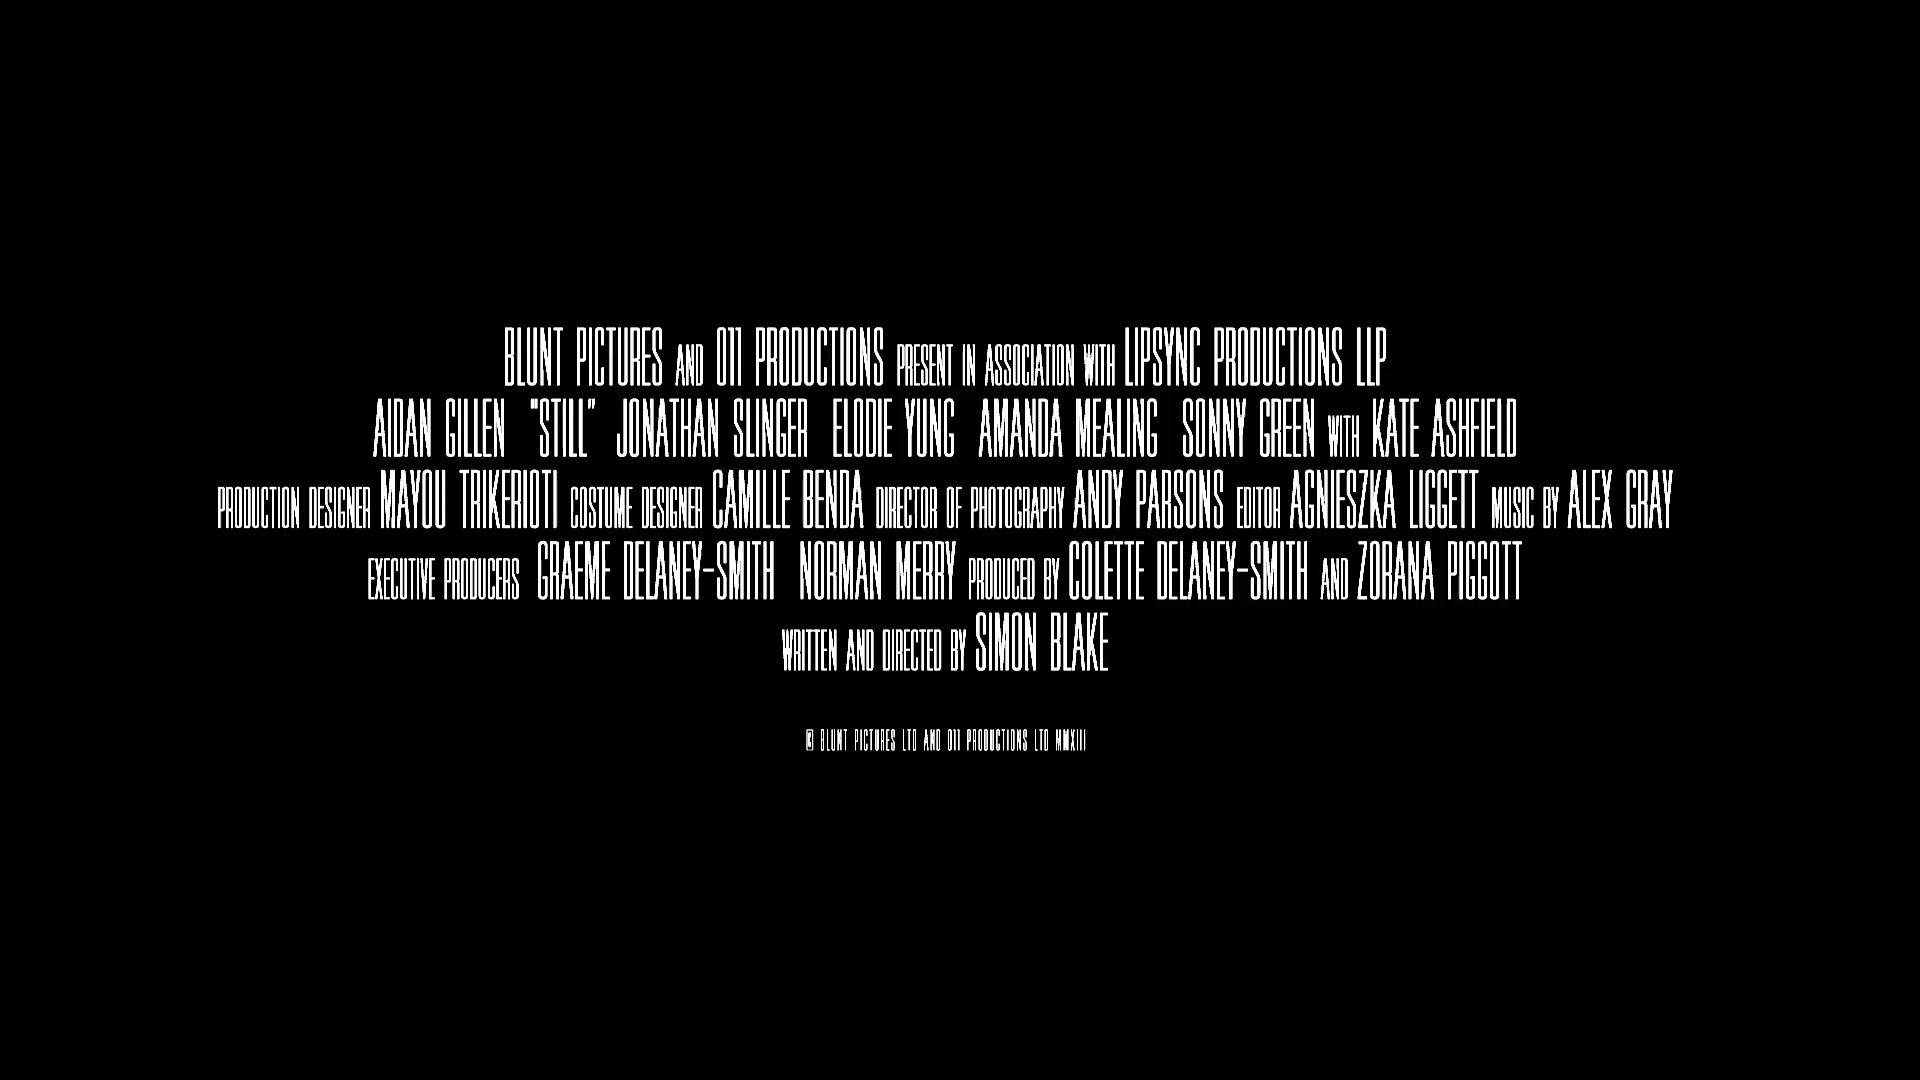 BLUNT PICTURES AND 011 PRODUCTIONS PRESENT IN ASSOCIATION WITH LIPSYNC PRODUCTIONS LLP
AIDAN GILLEN "STILL" JONATHAN SLINGER ELODIE YUNG AMANDA MEALING SONNY GREEN WITH KATE ASHFIELD
PRODUCTION DESIGNER MAYOU TRIKERIOTI COSTUME DESIGNER CAMILLE BENDA DIRECTOR OF PHOTOGRAPHY ANDY PARSONS EDITOR AGNIESZKA LIGGETT MUSIC BY ALEX GRAY
EXECUTIVE PRODUCERS GRAEME DELANEY-SMITH NORMAN MERRY PRODUCED BY COLETTE DELANEY-SMITH AND ZORANA PIGGOTT
WRITTEN AND DIRECTED BY SIMON BLAKE
© BLUNT PICTURES LTD AND 011 PRODUCTIONS LTD MMXIII